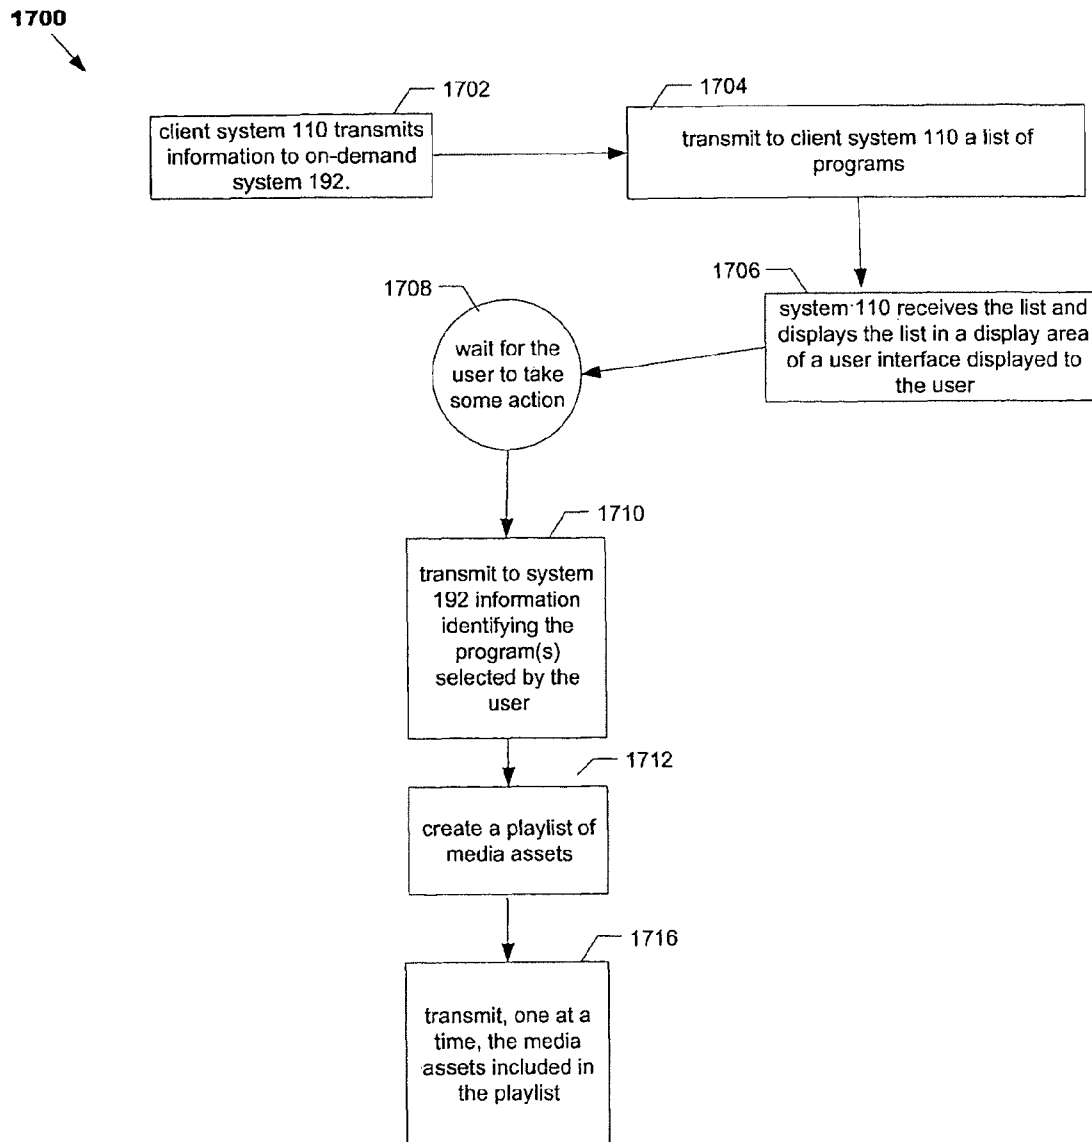 1700
1702
client system 110 transmits
information to on-demand
system 192.
1704
transmit to client system 110 a list of
programs
1706
system 110 receives the list and
displays the list in a display area
of a user interface displayed to
the user
1708
wait for the
user to take
some action
1710
transmit to system
192 information
identifying the
program(s)
selected by the
user
1712
create a playlist of
media assets
1716
transmit, one at a
time, the media
assets included in
the playlist